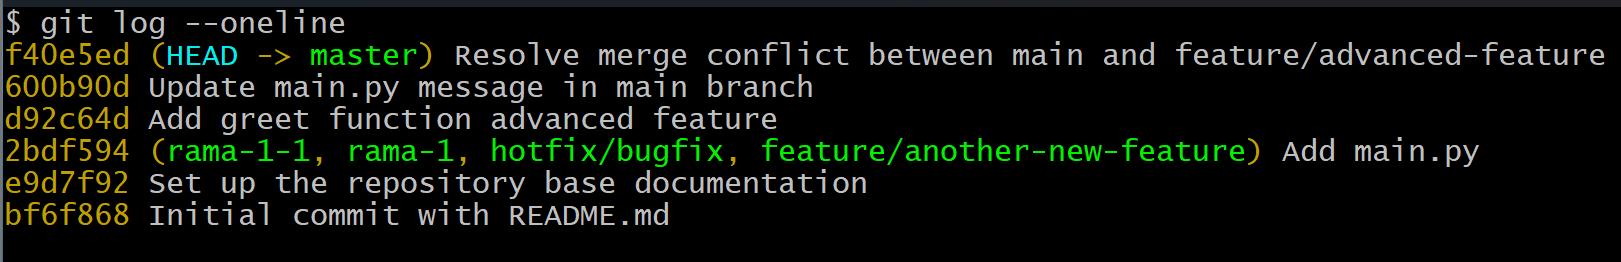 $ git log --oneline
f40e5ed (HEAD -> master) Resolve merge conflict between main and feature/advanced-feature
600b90d Update main.py message in main branch
d92c64d Add greet function advanced feature
2bdf594 (rama-1-1, rama-1, hotfix/bugfix, feature/another-new-feature) Add main.py
e9d7f92 Set up the repository base documentation
bf6f868 Initial commit with README.md